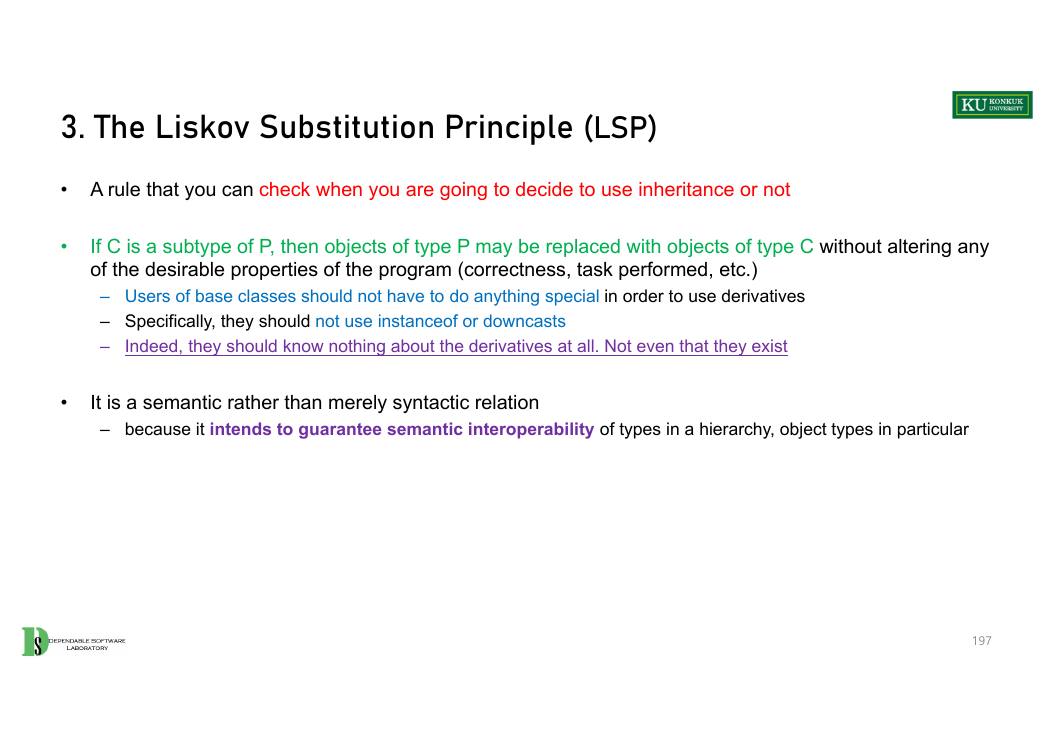 KU KONKUK
UNIVERSITY
3. The Liskov Substitution Principle (LSP)
• A rule that you can check when you are going to decide to use inheritance or not
• If C is a subtype of P, then objects of type P may be replaced with objects of type C without altering any
of the desirable properties of the program (correctness, task performed, etc.)
– Users of base classes should not have to do anything special in order to use derivatives
– Specifically, they should not use instanceof or downcasts
– Indeed, they should know nothing about the derivatives at all. Not even that they exist
• It is a semantic rather than merely syntactic relation
– because it intends to guarantee semantic interoperability of types in a hierarchy, object types in particular
DS DEPENDABLE SOFTWARE
LABORATORY
197